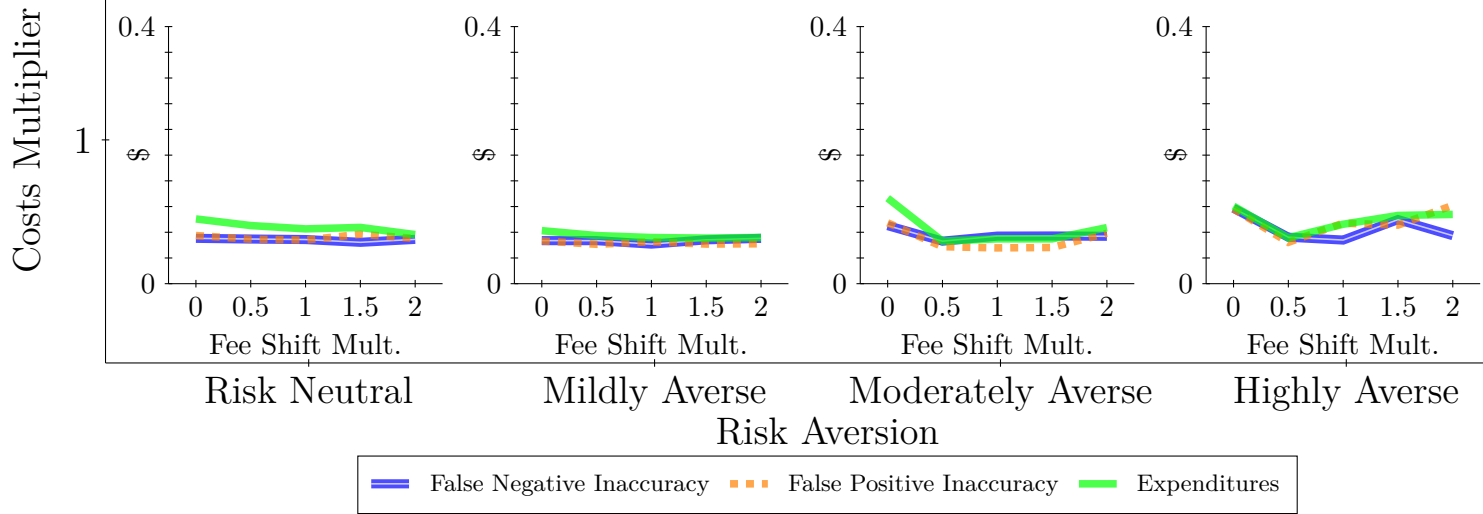 Costs Multiplier
1
0.4
$
0
0 0.5 1 1.5 2
Fee Shift Mult.
0.4
$
0
0 0.5 1 1.5 2
Fee Shift Mult.
0.4
$
0
0 0.5 1 1.5 2
Fee Shift Mult.
0.4
$
0
0 0.5 1 1.5 2
Fee Shift Mult.
Risk Neutral Mildly Averse Moderately Averse Highly Averse
Risk Aversion
False Negative Inaccuracy False Positive Inaccuracy Expenditures